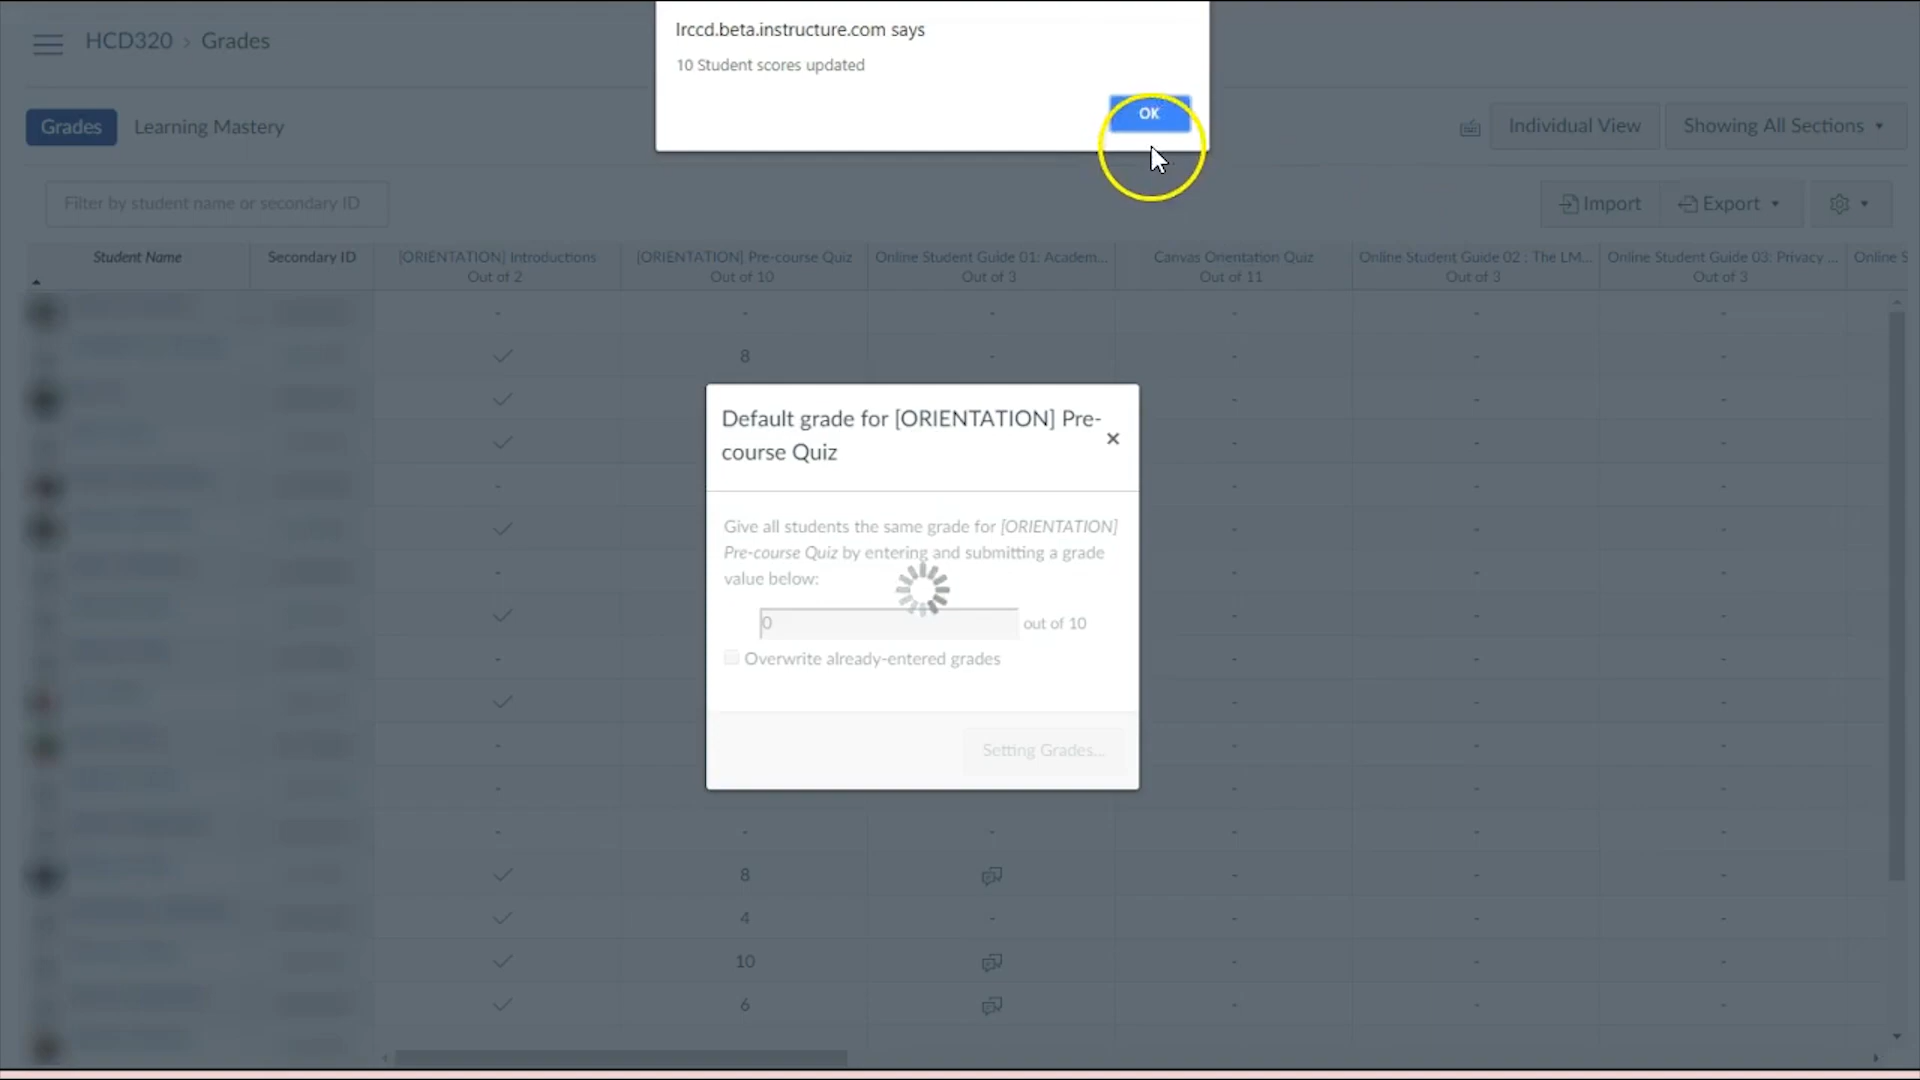 lrccd.beta.instructure.com says
10 Student scores updated
OK
HCD320 › Grades
Grades
Learning Mastery
Individual View
Showing All Sections
Filter by student name or secondary ID
Import
Export
Student Name
Secondary ID
[ORIENTATION] Introductions
Out of 2
[ORIENTATION] Pre-course Quiz
Out of 10
Online Student Guide 01: Academ...
Out of 3
Canvas Orientation Quiz
Out of 11
Online Student Guide 02 : The LM...
Out of 3
Online Student Guide 03: Privacy ...
Out of 3
Online S
8
Default grade for [ORIENTATION] Pre-
course Quiz
Give all students the same grade for [ORIENTATION]
Pre-course Quiz by entering and submitting a grade
value below:
0 out of 10
Overwrite already-entered grades
Setting Grades...
8
4
10
6